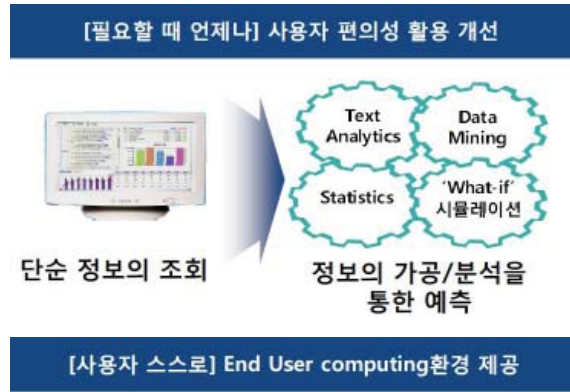 [필요할 때 언제나] 사용자 편의성 활용 개선
Text
Analytics
Data
Mining
Statistics
'What-if'
시뮬레이션
단순 정보의 조회
정보의 가공/분석을
통한 예측
[사용자 스스로] End User computing환경 제공